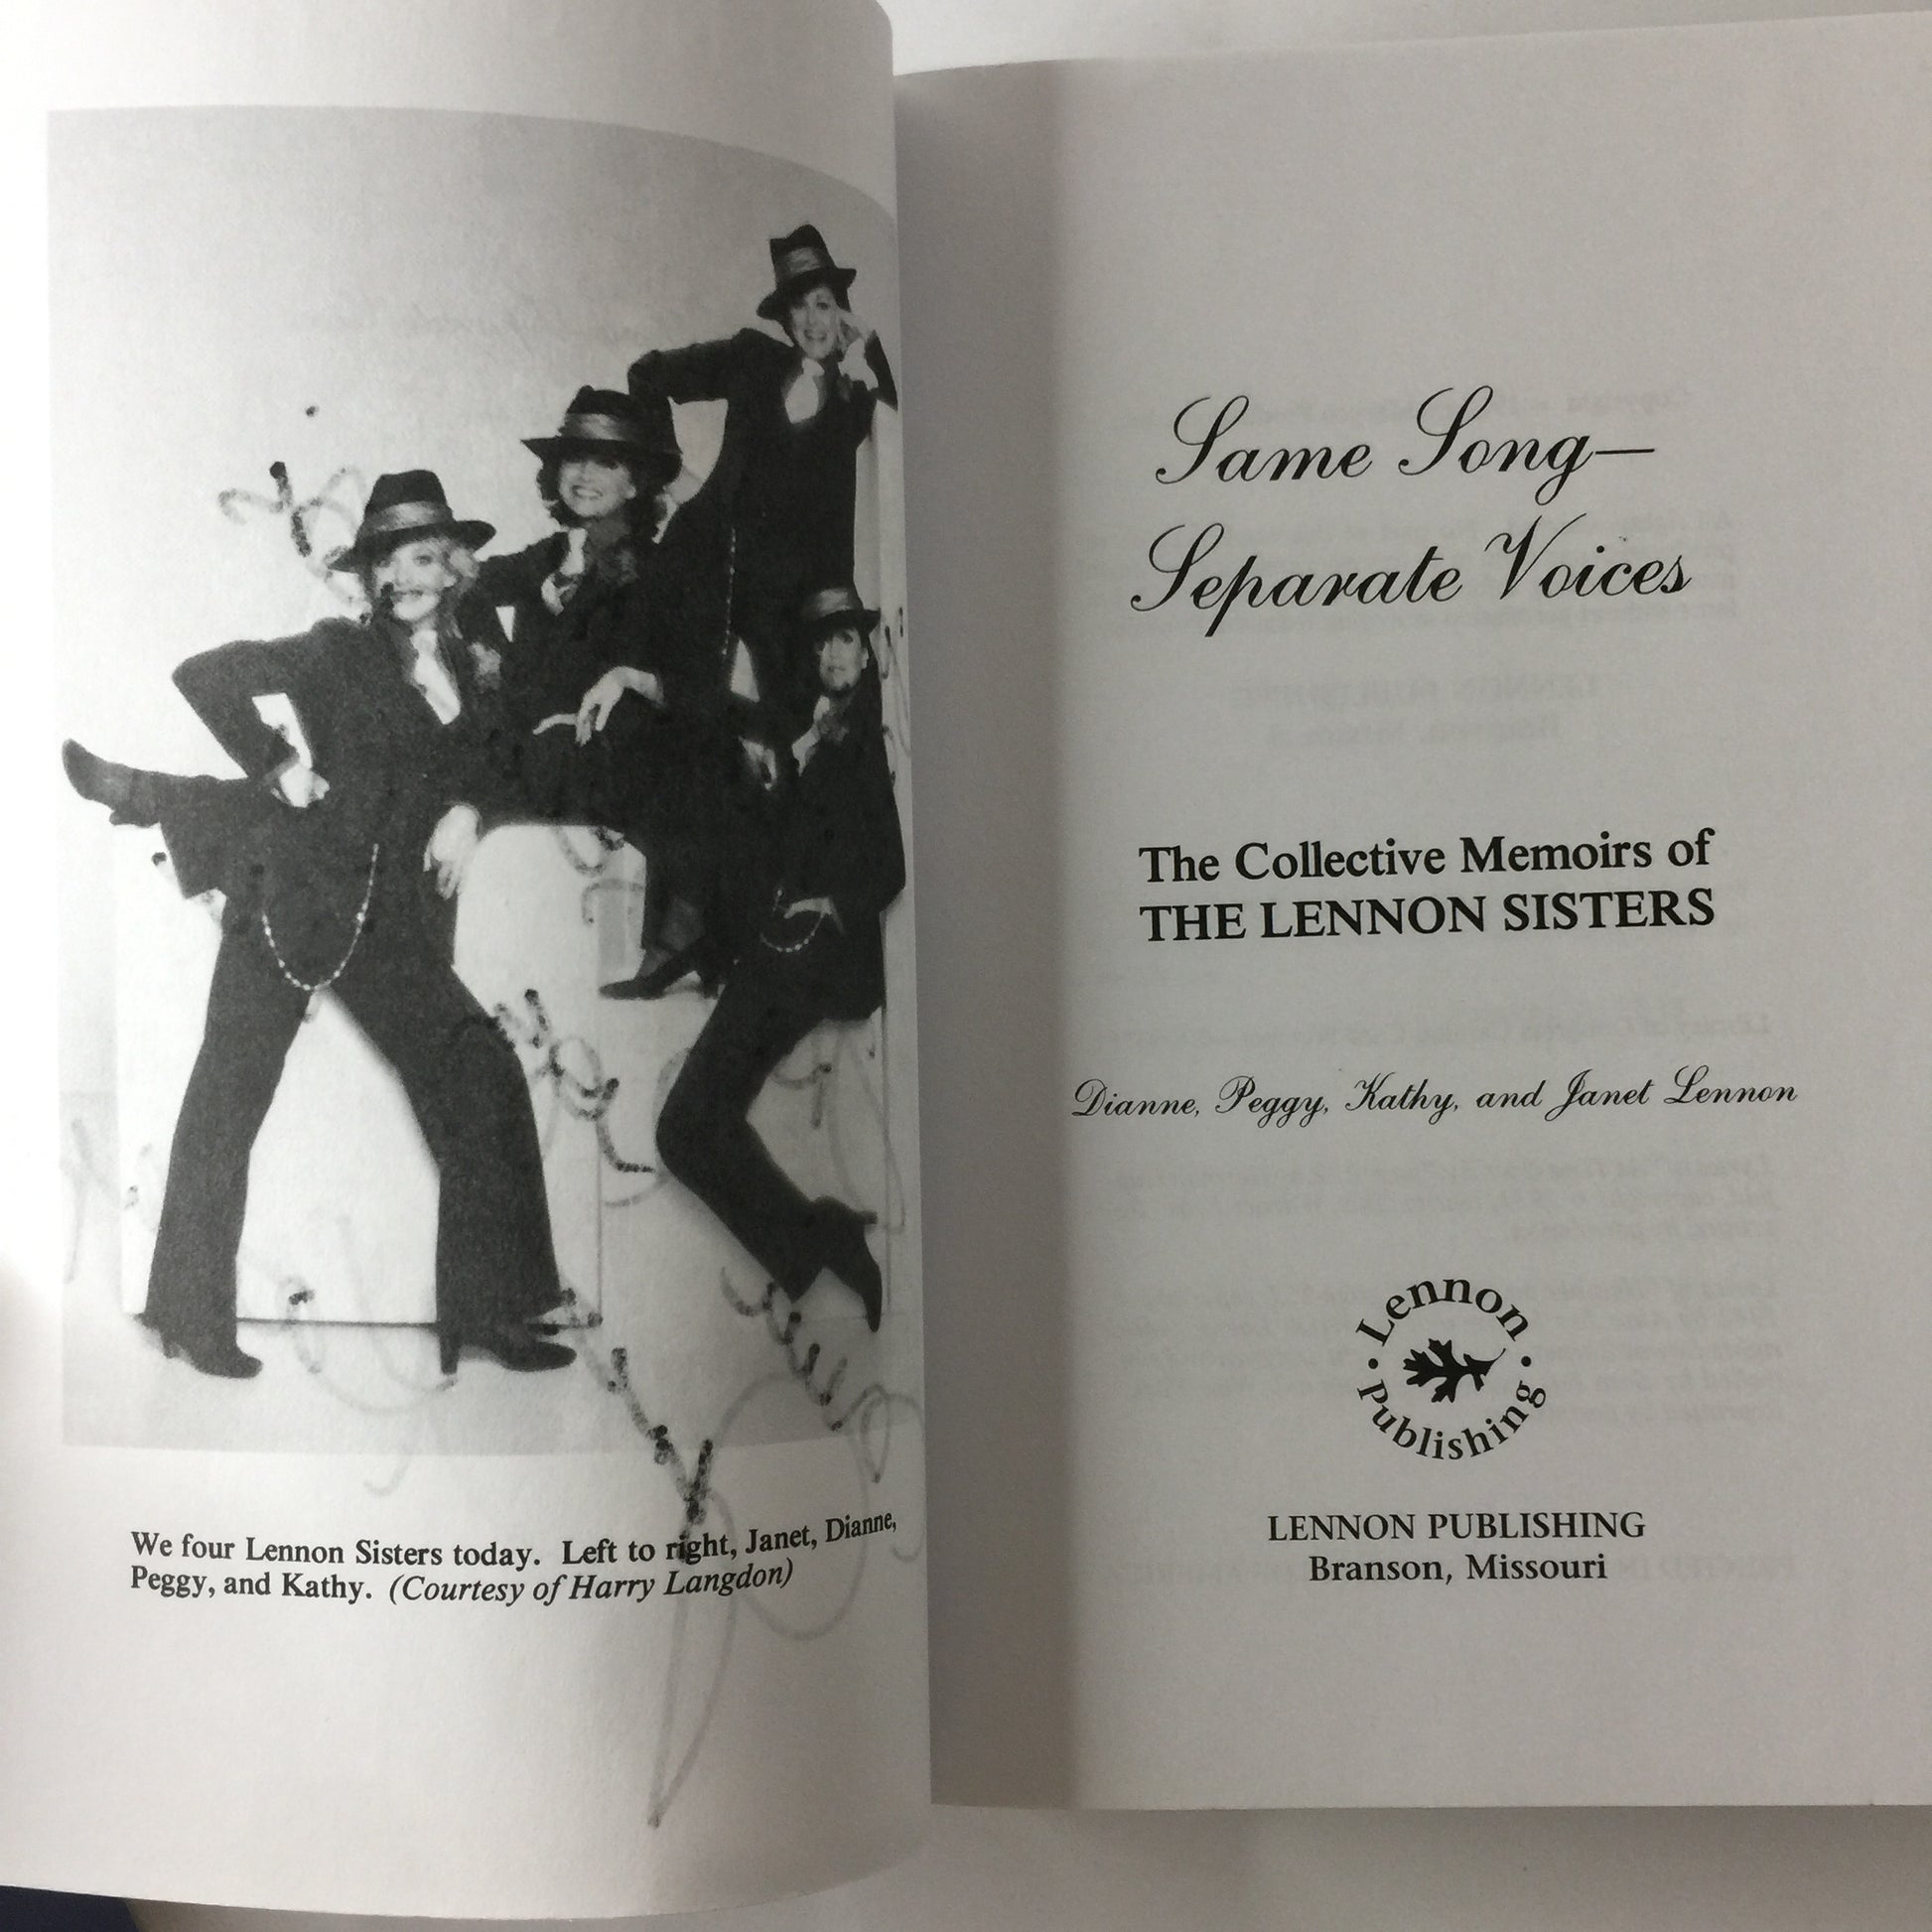 We four Lennon Sisters today. Left to right, Janet, Dianne,
Peggy, and Kathy. (Courtesy of Harry Langdon)
Same Song—
Separate Voices
The Collective Memoirs of
THE LENNON SISTERS
Dianne, Peggy, Kathy, and Janet Lennon
Lennon
Publishing
LENNON PUBLISHING
Branson, Missouri